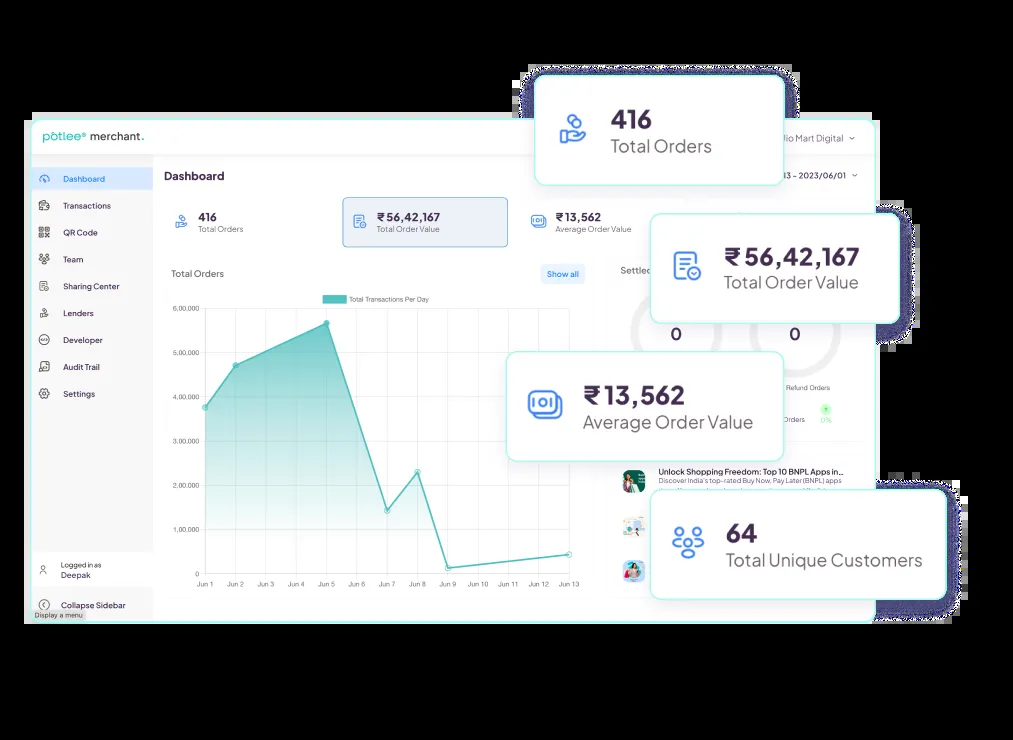 416
Total Orders
potlee® merchant.
Jio Mart Digital
Dashboard
Transactions
QR Code
Team
Sharing Center
Lenders
Developer
Audit Trail
Settings
Logged in as
Deepak
Collapse Sidebar
Display a menu
Dashboard
13 - 2023/06/01
416
Total Orders
₹ 56,42,167
Total Order Value
₹ 13,562
Average Order Value
₹ 56,42,167
Total Order Value
Total Orders
Show all
Total Transactions Per Day
6,00,000
5,00,000
4,00,000
3,00,000
2,00,000
1,00,000
0
Jun 1 Jun 2 Jun 3 Jun 4 Jun 5 Jun 6 Jun 7 Jun 8 Jun 9 Jun 10 Jun 11 Jun 12 Jun 13
Settled
0
0
Refund Orders
Orders
0%
₹ 13,562
Average Order Value
Unlock Shopping Freedom: Top 10 BNPL Apps in...
Discover India's top-rated Buy Now, Pay Later (BNPL) apps
64
Total Unique Customers